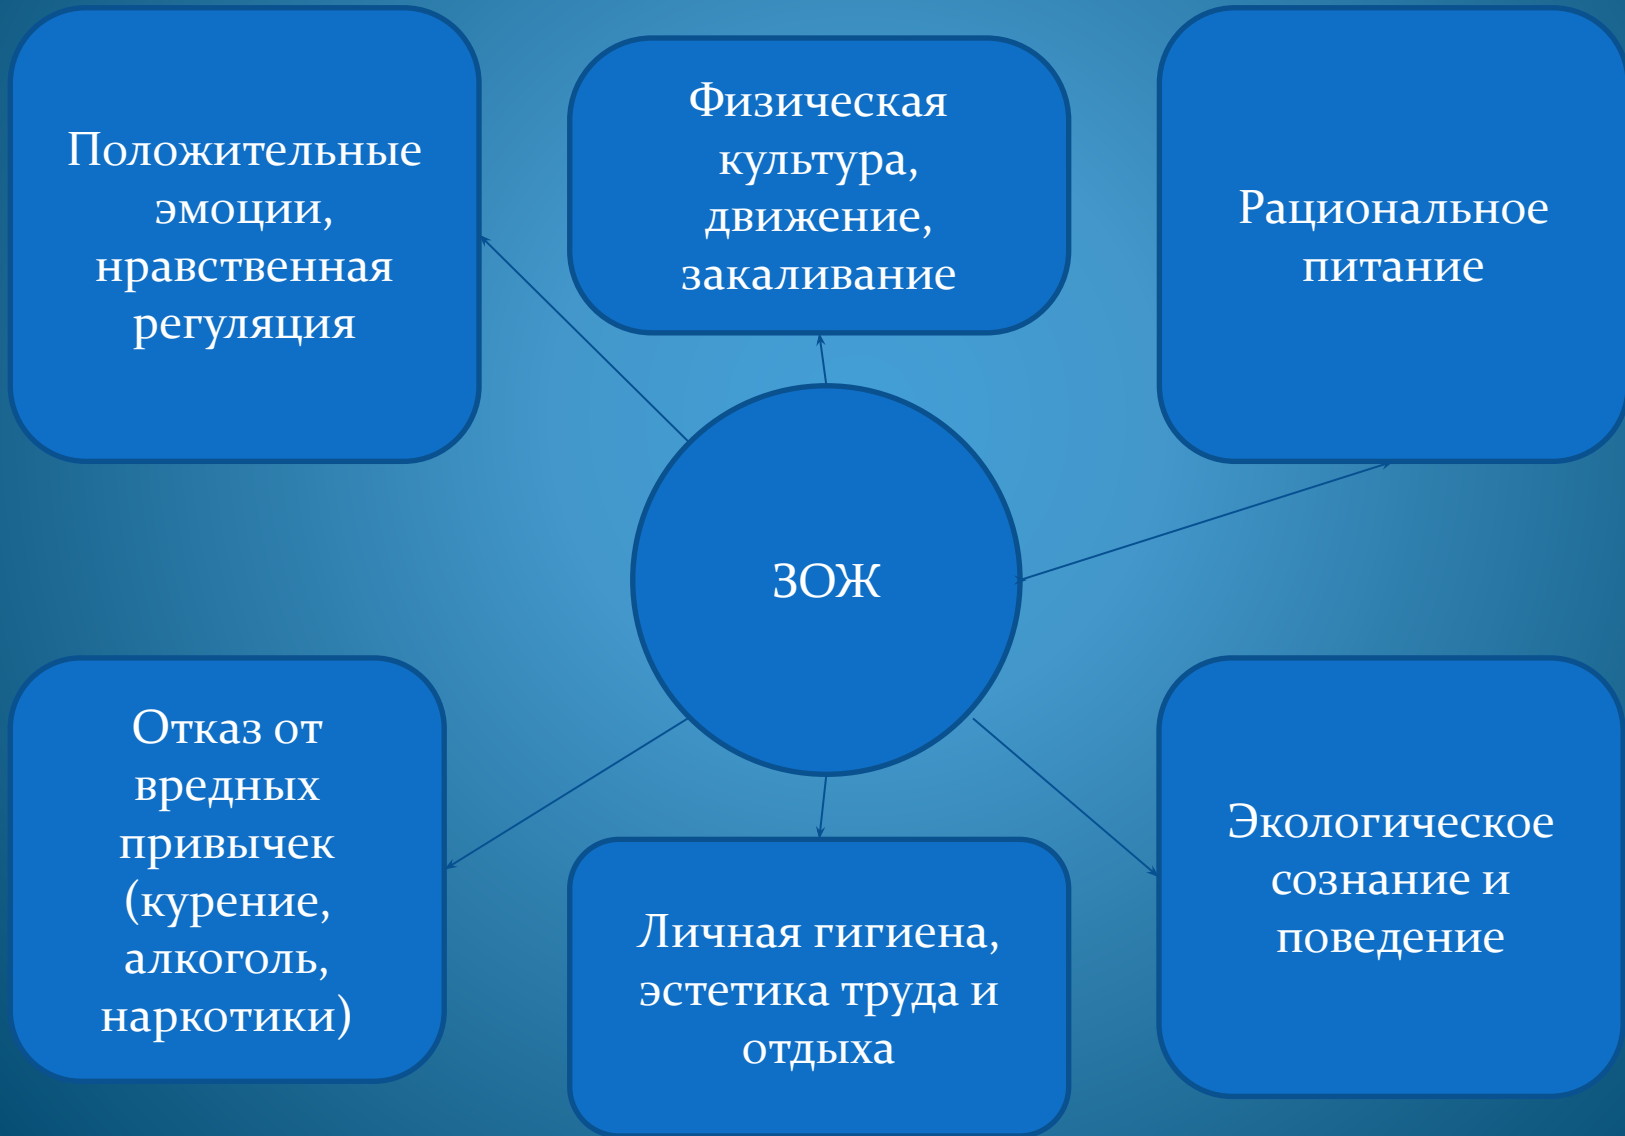 Положительные
эмоции,
нравственная
регуляция
Физическая
культура,
движение,
закаливание
Рациональное
питание
ЗОЖ
Отказ от
вредных
привычек
(курение,
алкоголь,
наркотики)
Личная гигиена,
эстетика труда и
отдыха
Экологическое
сознание и
поведение